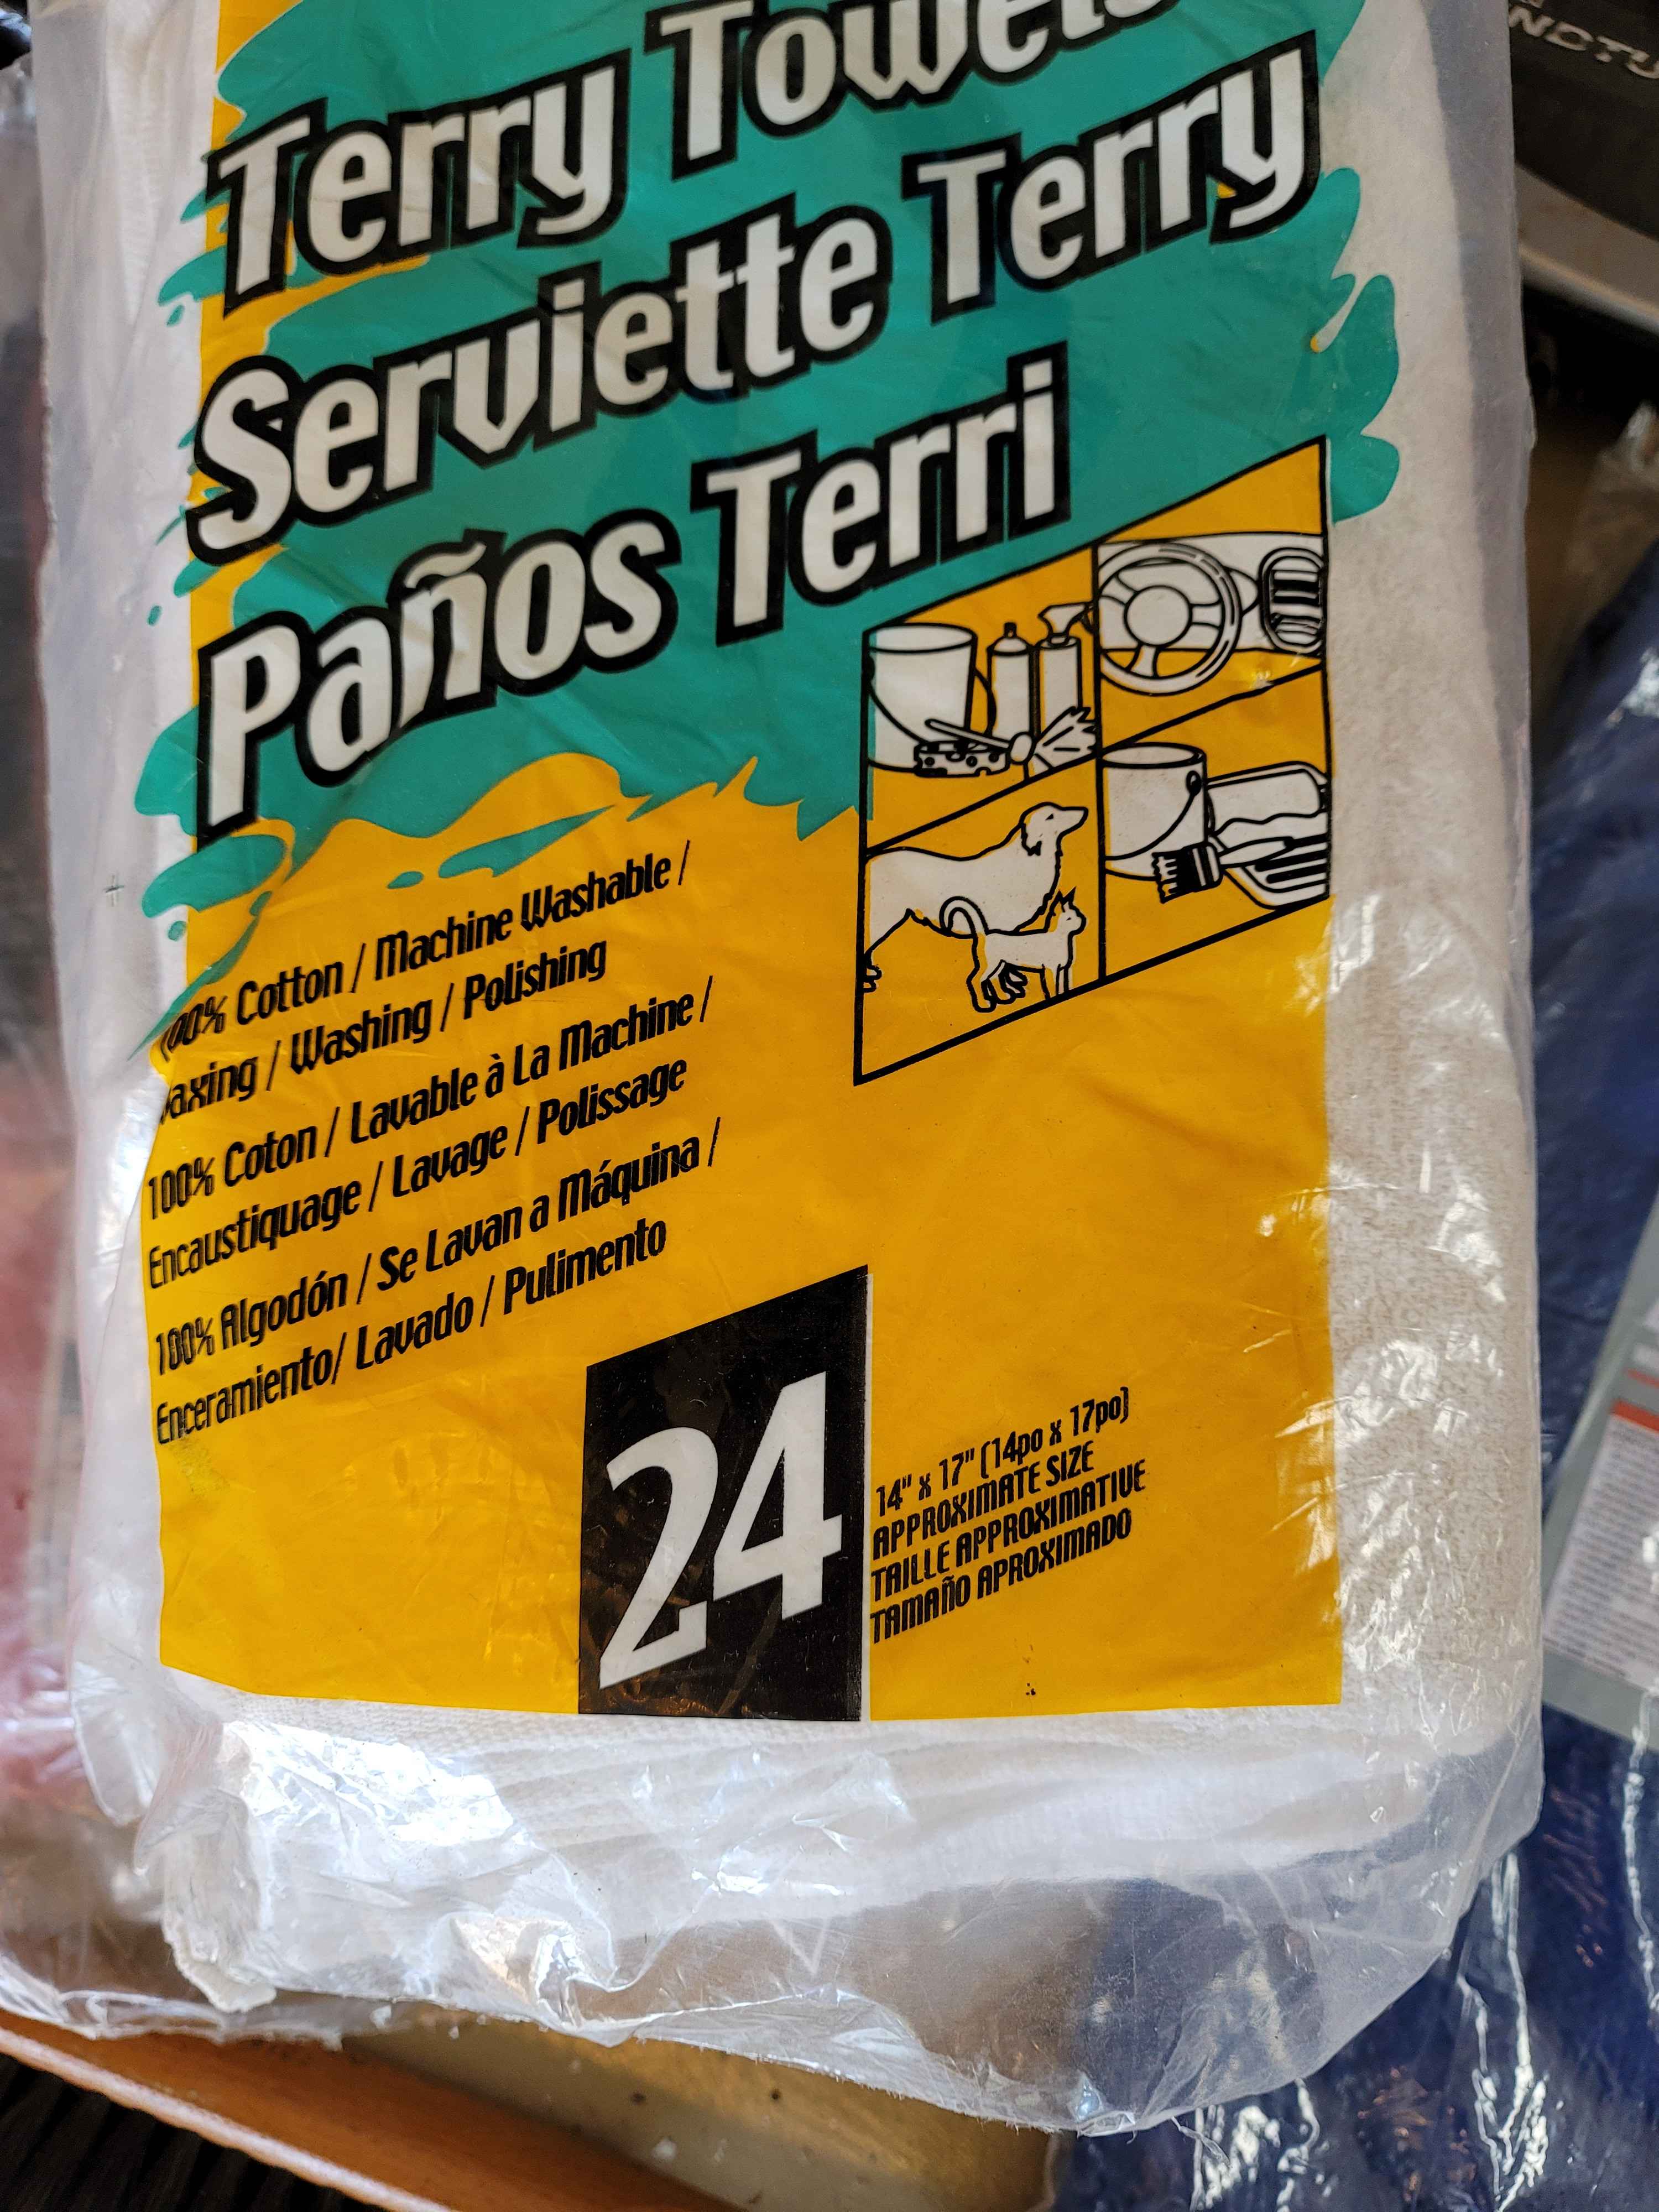 Terry Towels
Serviette Terry
Paños Terri
100% Cotton / Machine Washable /
Waxing / Washing / Polishing
100% Coton / Lavable à La Machine /
Encaustiquage / Lavage / Polissage
100% Algodón / Se Lavan a Máquina /
Enceramiento/ Lavado / Pulimento
24
14" x 17" (14po x 17po)
APPROXIMATE SIZE
TAILLE APPROXIMATIVE
TAMAÑO APROXIMADO